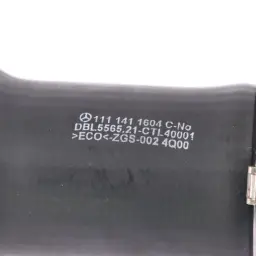 111 141 1604 C-No
DBL5565.21-CTL40001
>ECO<-ZGS-002 4Q00